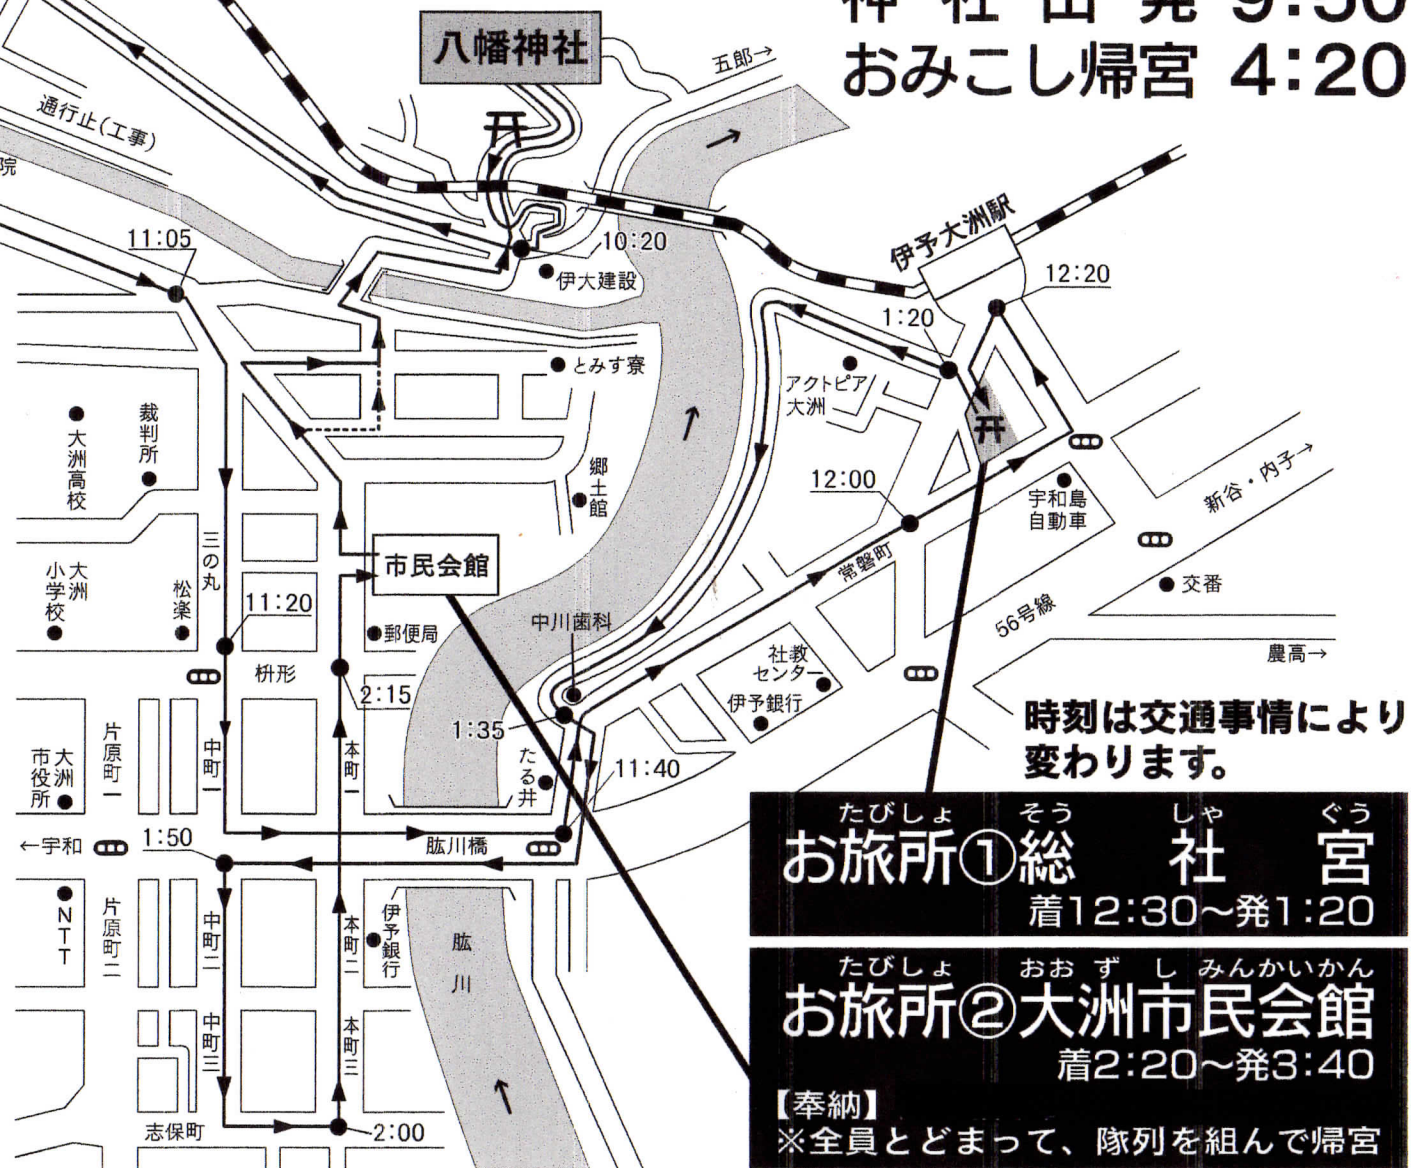 神社出発 9:50
おみこし帰宮 4:20
八幡神社
五郎→
通行止(工事)
院
伊予大洲駅
11:05
10:20
伊大建設
12:20
1:20
とみす寮
アクトピア
大洲
裁判所
大洲高校
郷土館
12:00
宇和島
自動車
新谷・内子→
三の丸
市民会館
常磐町
大洲
小学校
松楽
11:20
交番
56号線
郵便局
中川歯科
社教
センター
農高→
枡形
2:15
伊予銀行
1:35
時刻は交通事情により
変わります。
片原町一
中町一
本町一
大洲
市役所
たる井
11:40
←宇和
1:50
肱川橋
NTT
片原町二
中町二
本町二
伊予銀行
肱川
中町三
本町三
志保町
2:00
たびしょ そうしゃぐう
お旅所①総社宮
着12:30〜発1:20
たびしょ おおずしみんかいかん
お旅所②大洲市民会館
着2:20〜発3:40
【奉納】
※全員とどまって、隊列を組んで帰宮